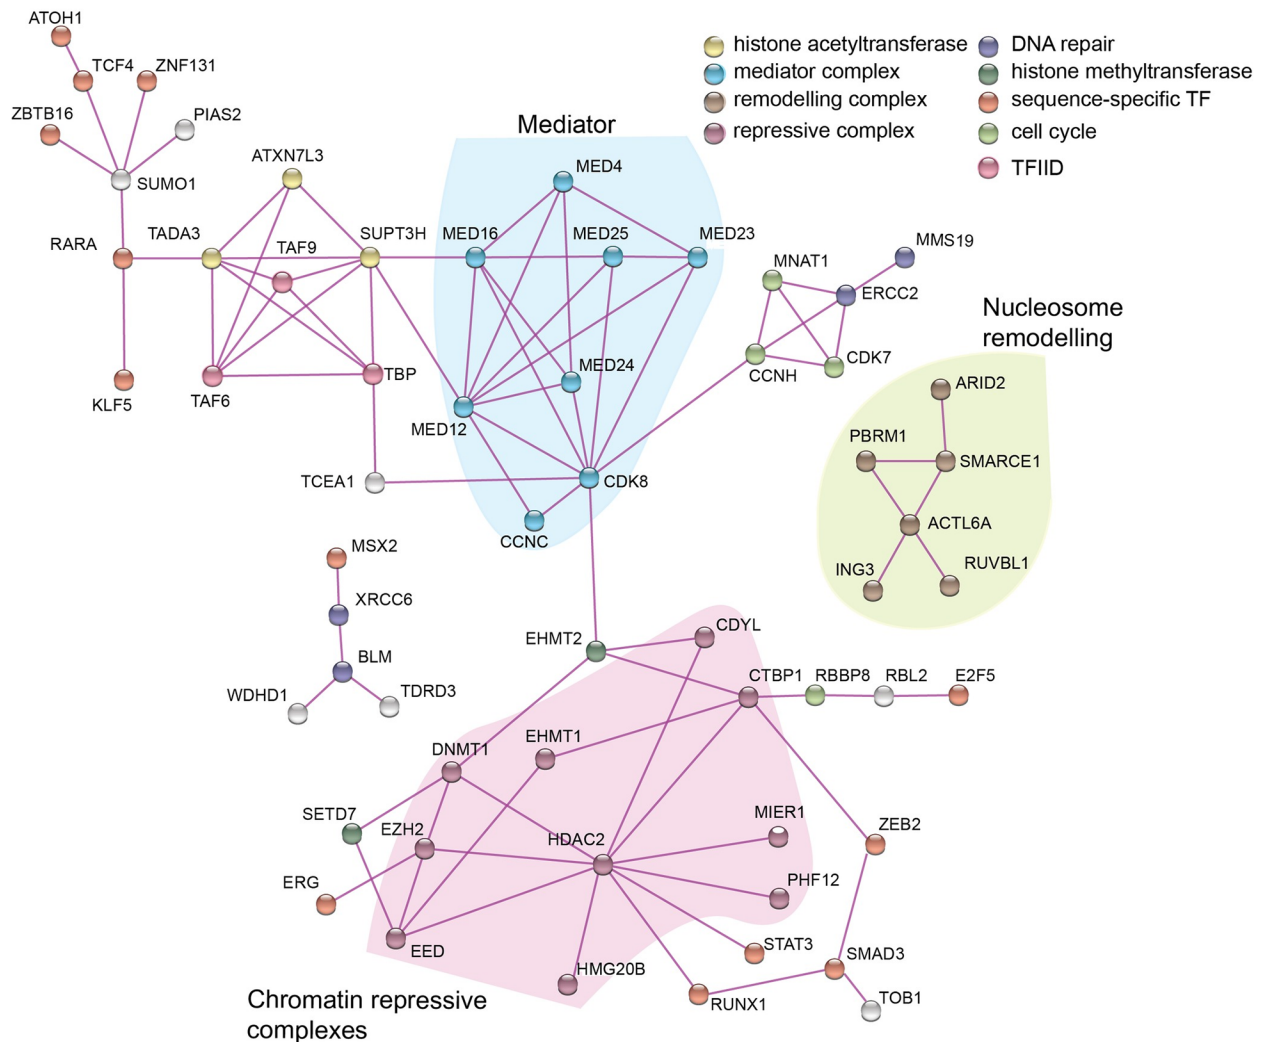 ATOH1
TCF4
ZNF131
ZBTB16
PIAS2
SUMO1
histone acetyltransferase
mediator complex
remodelling complex
repressive complex
DNA repair
histone methyltransferase
sequence-specific TF
cell cycle
TFIID
Mediator
ATXN7L3
MED4
RARA
TADA3
TAF9
SUPT3H
MED16
MED25
MED23
MMS19
MNAT1
ERCC2
Nucleosome
remodelling
CCNH
CDK7
MED24
TBP
TAF6
KLF5
MED12
ARID2
PBRM1
SMARCE1
TCEA1
CDK8
CCNC
ACTL6A
ING3
RUVBL1
MSX2
XRCC6
BLM
WDHD1
TDRD3
EHMT2
CDYL
CTBP1
RBBP8
RBL2
E2F5
DNMT1
EHMT1
SETD7
EZH2
HDAC2
MIER1
ZEB2
ERG
PHF12
EED
STAT3
SMAD3
HMG20B
RUNX1
TOB1
Chromatin repressive
complexes